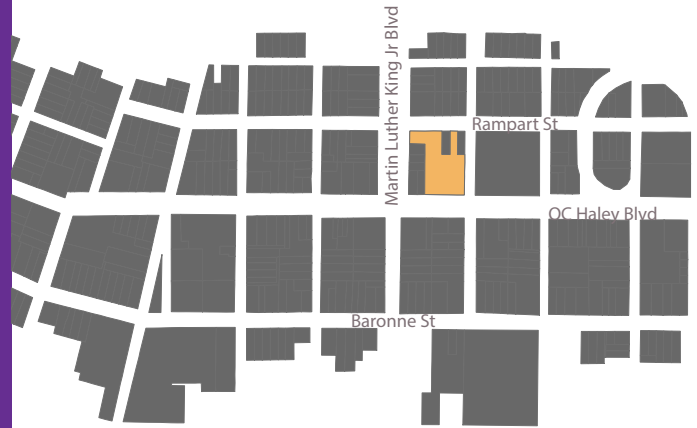 Martin Luther King Jr Blvd
Rampart St
OC Haley Blvd
Baronne St